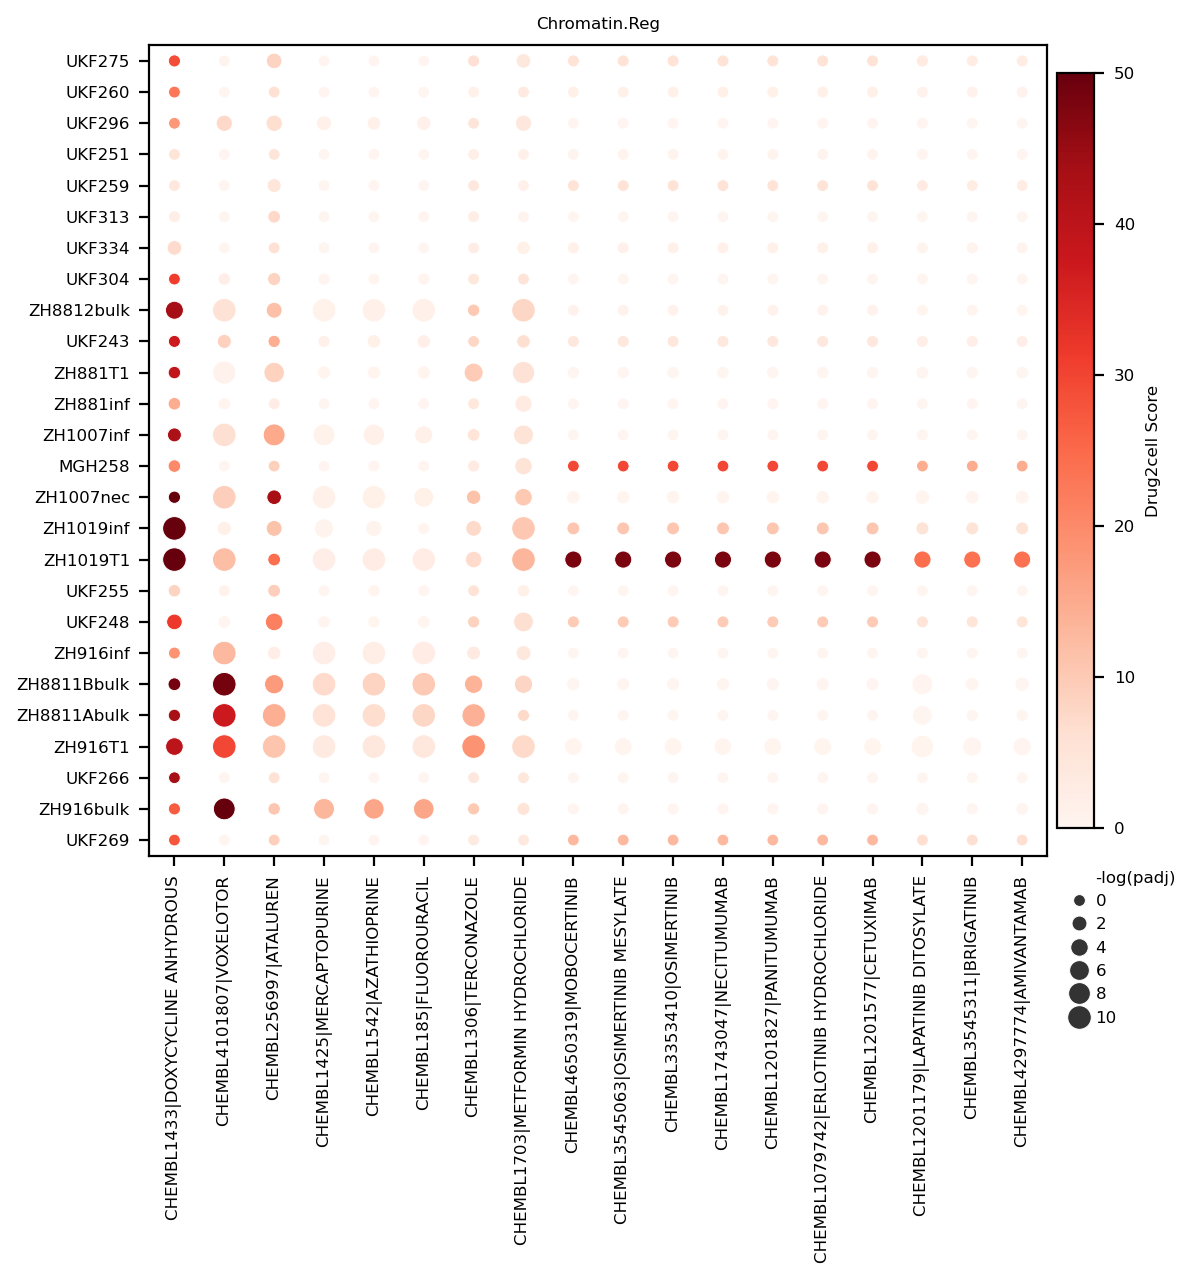 Chromatin.Reg
UKF275
UKF260
UKF296
UKF251
UKF259
UKF313
UKF334
UKF304
ZH8812bulk
UKF243
ZH881T1
ZH881inf
ZH1007inf
MGH258
ZH1007nec
ZH1019inf
ZH1019T1
UKF255
UKF248
ZH916inf
ZH8811Bbulk
ZH8811Abulk
ZH916T1
UKF266
ZH916bulk
UKF269
CHEMBL1433|DOXYCYCLINE ANHYDROUS
CHEMBL4101807|VOXELOTOR
CHEMBL256997|ATALUREN
CHEMBL1425|MERCAPTOPURINE
CHEMBL1542|AZATHIOPRINE
CHEMBL185|FLUOROURACIL
CHEMBL1306|TERCONAZOLE
CHEMBL1703|METFORMIN HYDROCHLORIDE
CHEMBL4650319|MOBOCERTINIB
CHEMBL3545063|OSIMERTINIB MESYLATE
CHEMBL3353410|OSIMERTINIB
CHEMBL1743047|NECITUMUMAB
CHEMBL1201827|PANITUMUMAB
CHEMBL1079742|ERLOTINIB HYDROCHLORIDE
CHEMBL1201577|CETUXIMAB
CHEMBL1201179|LAPATINIB DITOSYLATE
CHEMBL3545311|BRIGATINIB
CHEMBL4297774|AMIVANTAMAB
50
40
30
20
10
0
Drug2cell Score
-log(padj)
0
2
4
6
8
10